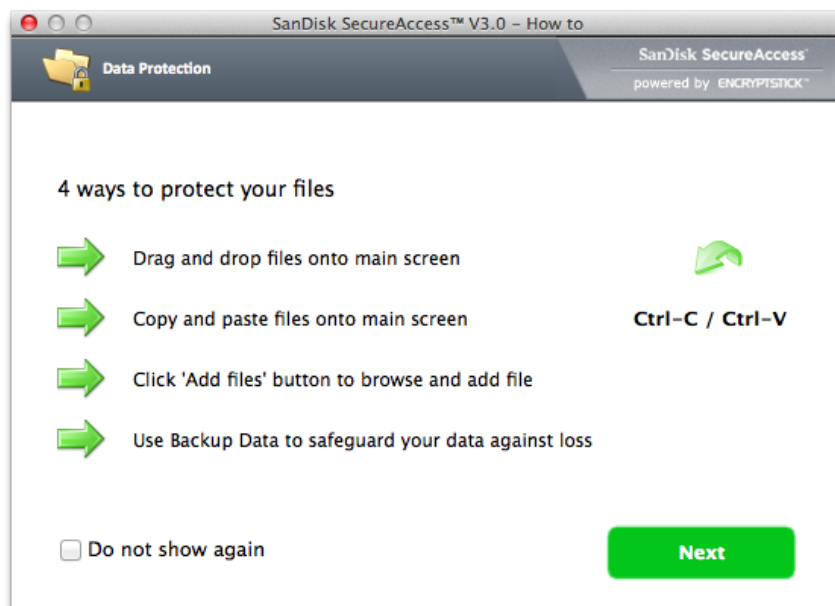 SanDisk SecureAccess™ V3.0 – How to
Data Protection
SanDisk SecureAccess™
powered by ENCRYPTSTICK™
4 ways to protect your files
Drag and drop files onto main screen
Copy and paste files onto main screen
Ctrl-C / Ctrl-V
Click 'Add files' button to browse and add file
Use Backup Data to safeguard your data against loss
Do not show again
Next